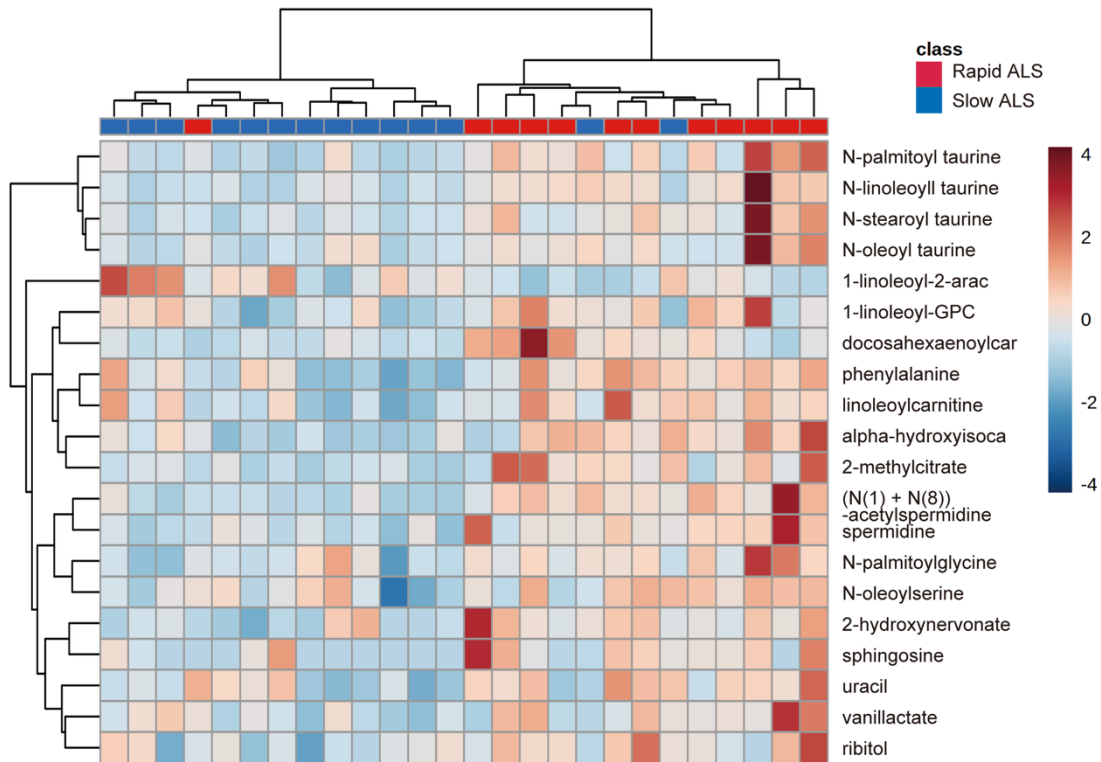 class
Rapid ALS
Slow ALS
N-palmitoyl taurine
N-linoleoyll taurine
N-stearoyl taurine
N-oleoyl taurine
1-linoleoyl-2-arac
1-linoleoyl-GPC
docosahexaenoylcar
phenylalanine
linoleoylcarnitine
alpha-hydroxyisoca
2-methylcitrate
(N(1) + N(8))
-acetylspermidine
spermidine
N-palmitoylglycine
N-oleoylserine
2-hydroxynervonate
sphingosine
uracil
vanillactate
ribitol
4
2
0
-2
-4